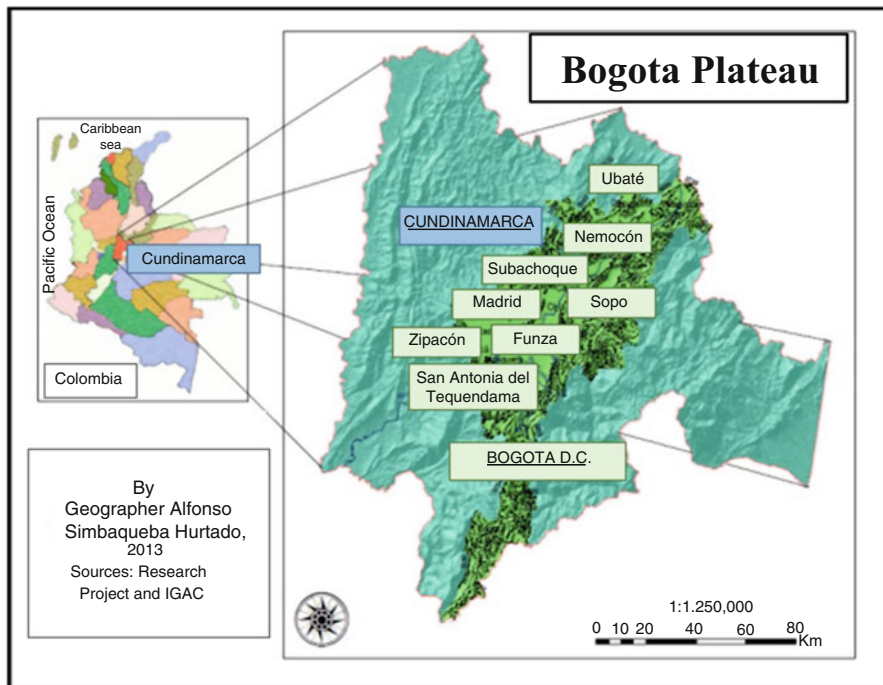 Bogota Plateau
Caribbean
sea
Pacific Ocean
Cundinamarca
Colombia
Ubaté
CUNDINAMARCA
Nemocón
Subachoque
Madrid
Sopo
Zipacón
Funza
San Antonia del
Tequendama
BOGOTA D.C.
By
Geographer Alfonso
Simbaqueba Hurtado,
2013
Sources: Research
Project and IGAC
1:1.250,000
0 10 20 40 60 80
Km